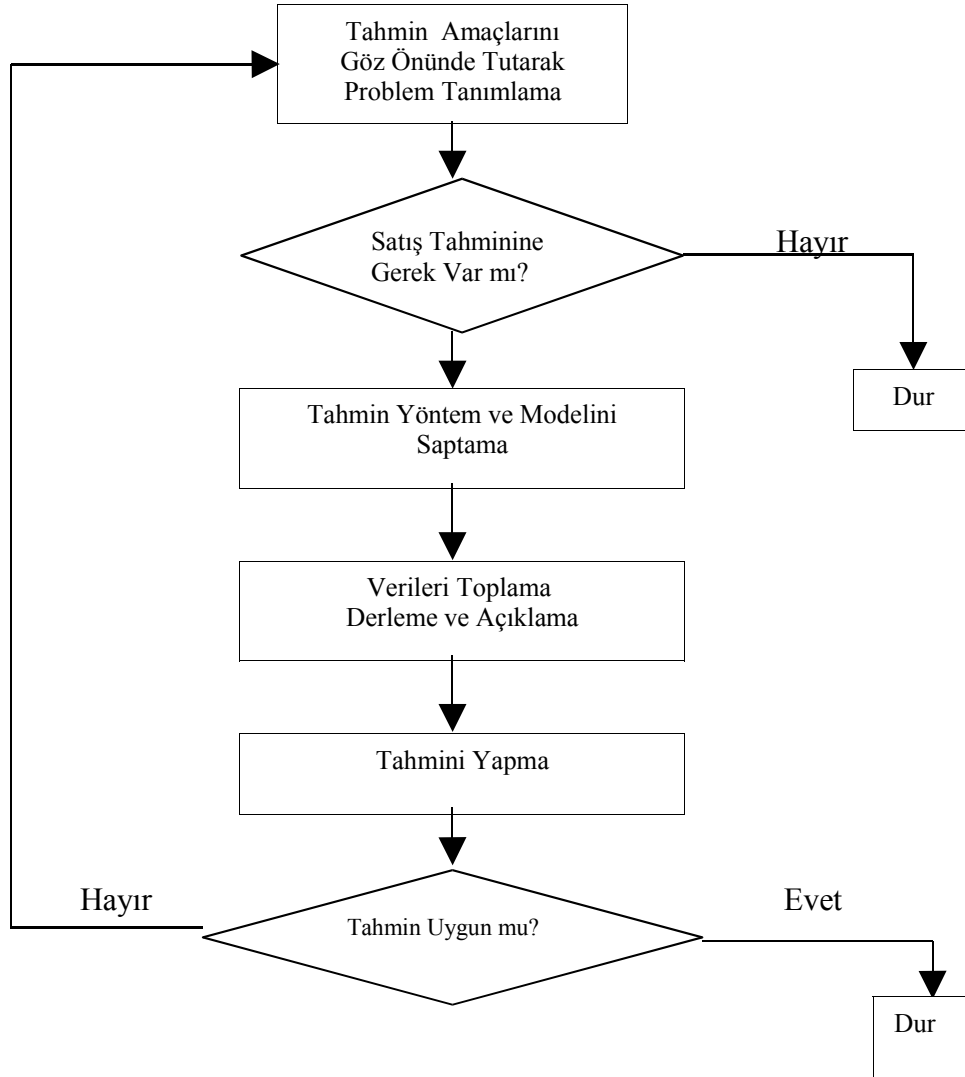 Tahmin Amaçlarını
Göz Önünde Tutarak
Problem Tanımlama
Satış Tahminine
Gerek Var mı?
Hayır
Dur
Tahmin Yöntem ve Modelini
Saptama
Verileri Toplama
Derleme ve Açıklama
Tahmini Yapma
Hayır
Tahmin Uygun mu?
Evet
Dur